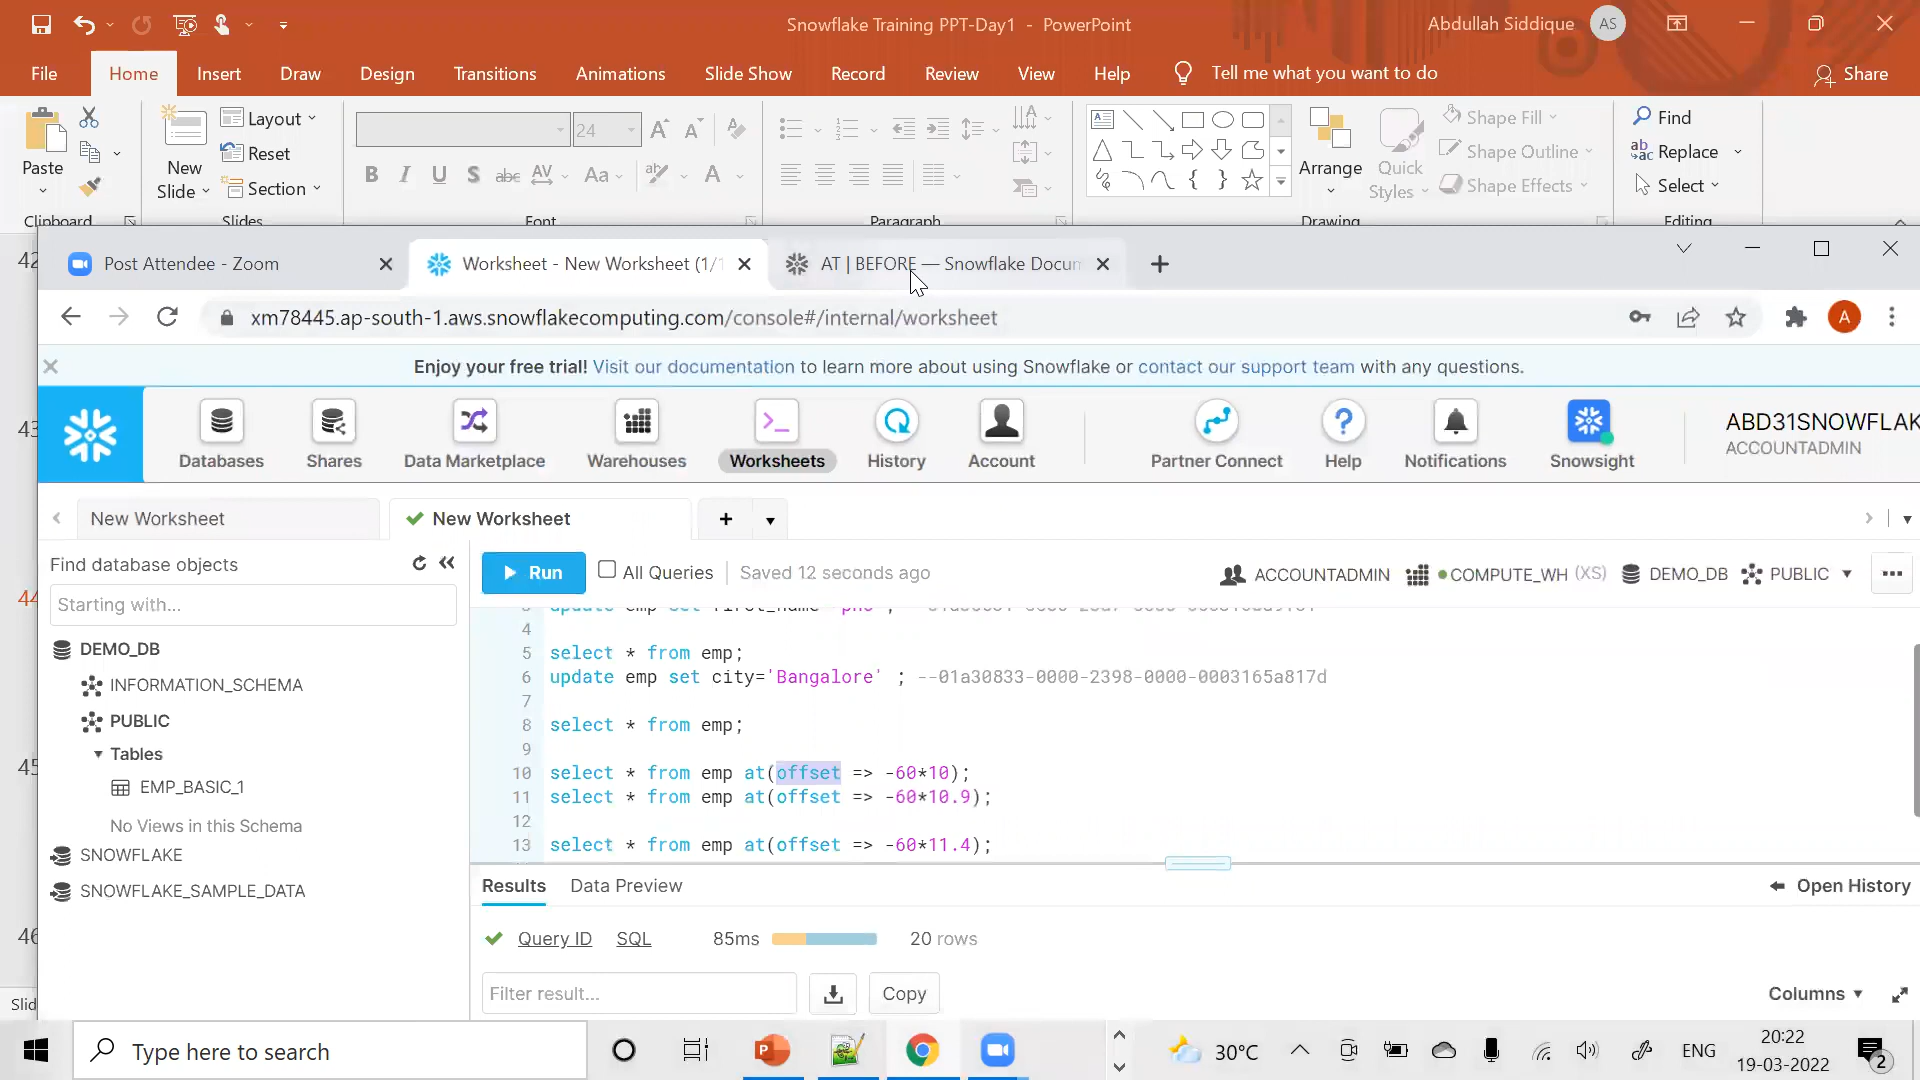 Snowflake Training PPT-Day1 - PowerPoint
Abdullah Siddique
AS
File
Home
Insert
Draw
Design
Transitions
Animations
Slide Show
Record
Review
View
Help
Tell me what you want to do
Share
Paste
New
Slide
Layout
Reset
Section
24
Arrange
Quick
Styles
Shape Fill
Shape Outline
Shape Effects
Find
Replace
Select
Clipboard
Slides
Font
Paragraph
Drawing
Editing
Post Attendee - Zoom
Worksheet - New Worksheet (1/
AT | BEFORE — Snowflake Docum
xm78445.ap-south-1.aws.snowflakecomputing.com/console#/internal/worksheet
A
Enjoy your free trial! Visit our documentation to learn more about using Snowflake or contact our support team with any questions.
Databases
Shares
Data Marketplace
Warehouses
Worksheets
History
Account
Partner Connect
Help
Notifications
Snowsight
ABD31SNOWFLAK
ACCOUNTADMIN
New Worksheet
New Worksheet
Find database objects
Starting with...
DEMO_DB
INFORMATION_SCHEMA
PUBLIC
Tables
EMP_BASIC_1
No Views in this Schema
SNOWFLAKE
SNOWFLAKE_SAMPLE_DATA
Run
All Queries
Saved 12 seconds ago
ACCOUNTADMIN
COMPUTE_WH (XS)
DEMO_DB
PUBLIC
4
5 select * from emp;
6 update emp set city='Bangalore' ; --01a30833-0000-2398-0000-0003165a817d
7
8 select * from emp;
9
10 select * from emp at(offset => -60*10);
11 select * from emp at(offset => -60*10.9);
12
13 select * from emp at(offset => -60*11.4);
Results
Data Preview
Open History
Query ID
SQL
85ms
20 rows
Filter result...
Copy
Columns
42
43
44
45
46
Slid
Type here to search
30°C
ENG
20:22
19-03-2022
2